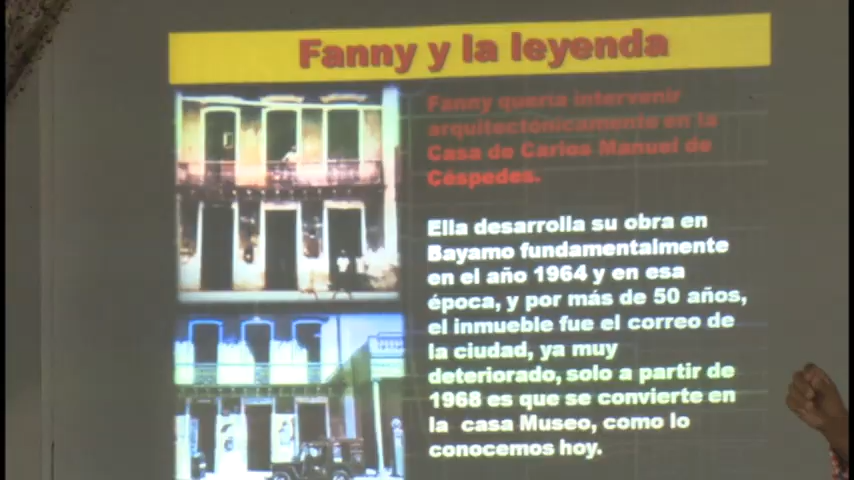 Fanny y la leyenda
Fanny quería intervenir
arquitectónicamente en la
Casa de Carlos Manuel de
Céspedes.
Ella desarrolla su obra en
Bayamo fundamentalmente
en el año 1964 y en esa
época, y por más de 50 años,
el inmueble fue el correo de
la ciudad, ya muy
deteriorado, solo a partir de
1968 es que se convierte en
la casa Museo, como lo
conocemos hoy.